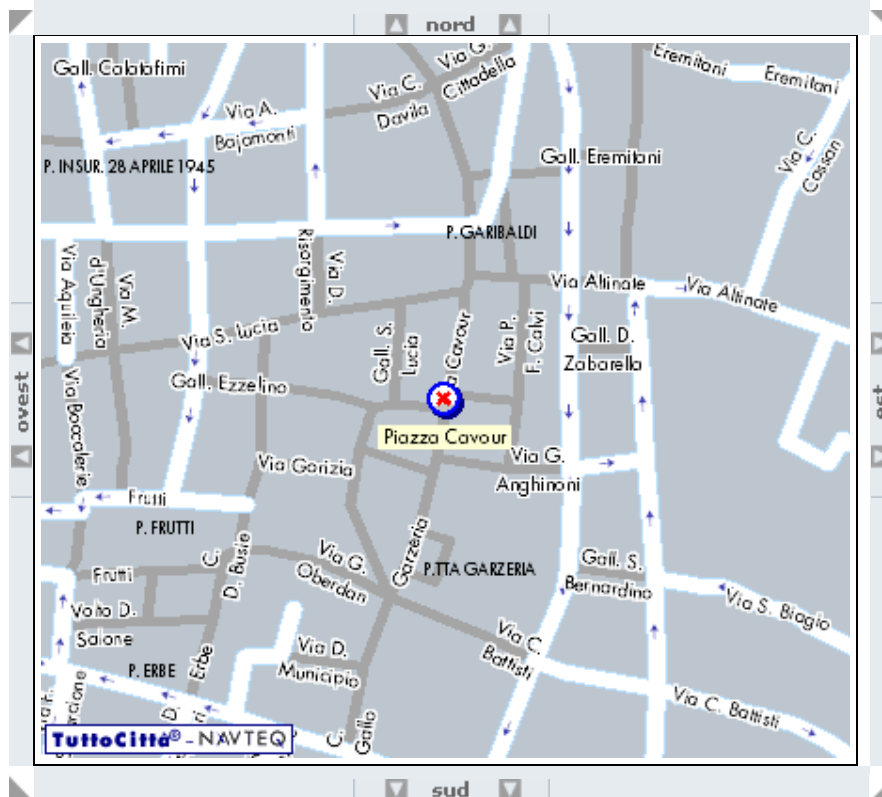 nord
Gall. Calatafimi
Via G.
Cittadella
Eremitani
Eremitani
Via C.
Davila
Via A.
Bajamonti
Via C.
Cassan
P. INSUR. 28 APRILE 1945
Gall. Eremitani
P. GARIBALDI
Via Aquileia
Via M.
d'Ungheria
Risorgimento
Via D.
Via Altinate
Via Altinate
Via S. Lucia
Gall. S.
Lucia
a Cavour
Via P.
F. Calvi
Gall. D.
Zabarella
ovest
est
Gall. Ezzelino
Via Boccalerie
Piazza Cavour
Via Gorizia
Via G.
Anghinoni
Frutti
P. FRUTTI
C.
D. Busie
Via G.
Oberdan
Garzeria
P.TTA GARZERIA
Gall. S.
Bernardino
Frutti
Via S. Biagio
Volto D.
Salone
Via D.
Municipio
Via C.
Battisti
P. ERBE
D.
Erbe
Via C. Battisti
C.
Gallo
TuttoCittà® - NAVTEQ
sud